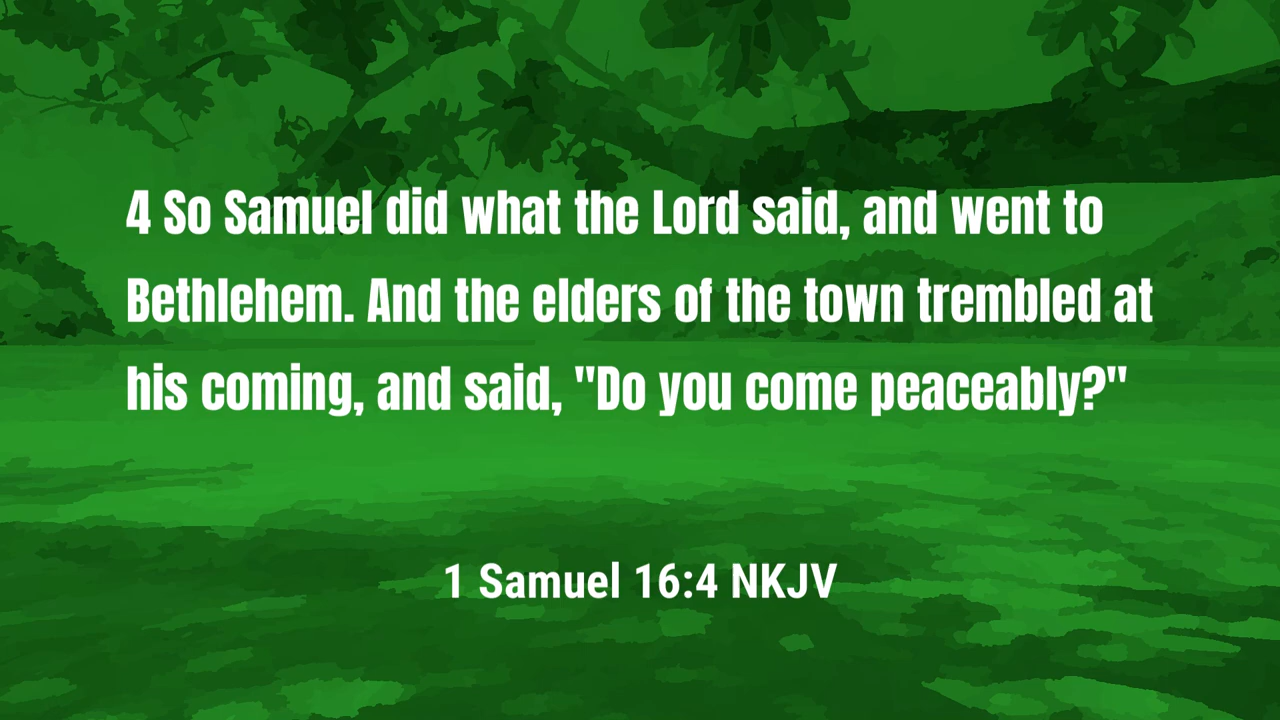 4 So Samuel did what the Lord said, and went to
Bethlehem. And the elders of the town trembled at
his coming, and said, "Do you come peaceably?"
1 Samuel 16:4 NKJV